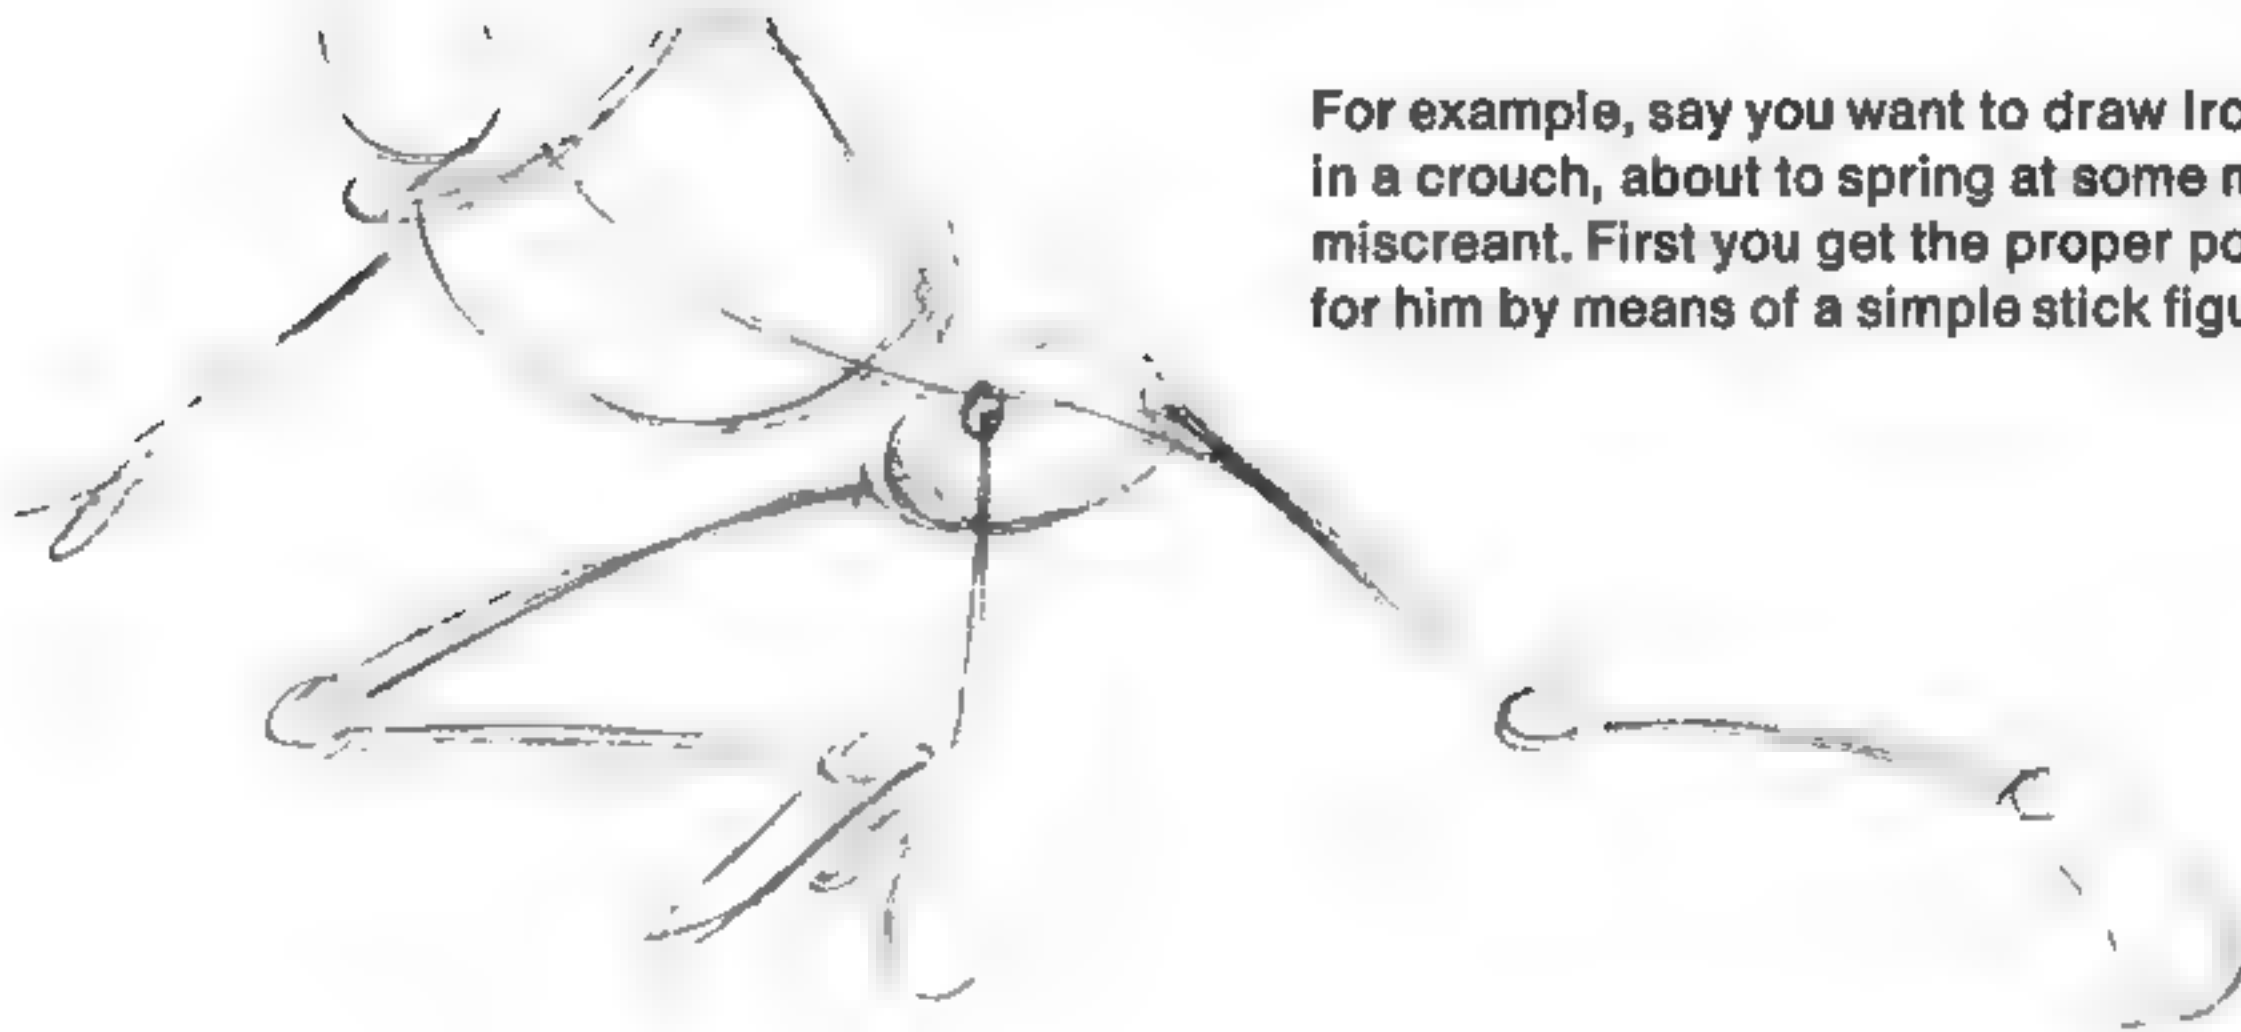 For example, say you want to draw Iro
in a crouch, about to spring at some
miscreant. First you get the proper po
for him by means of a simple stick figu